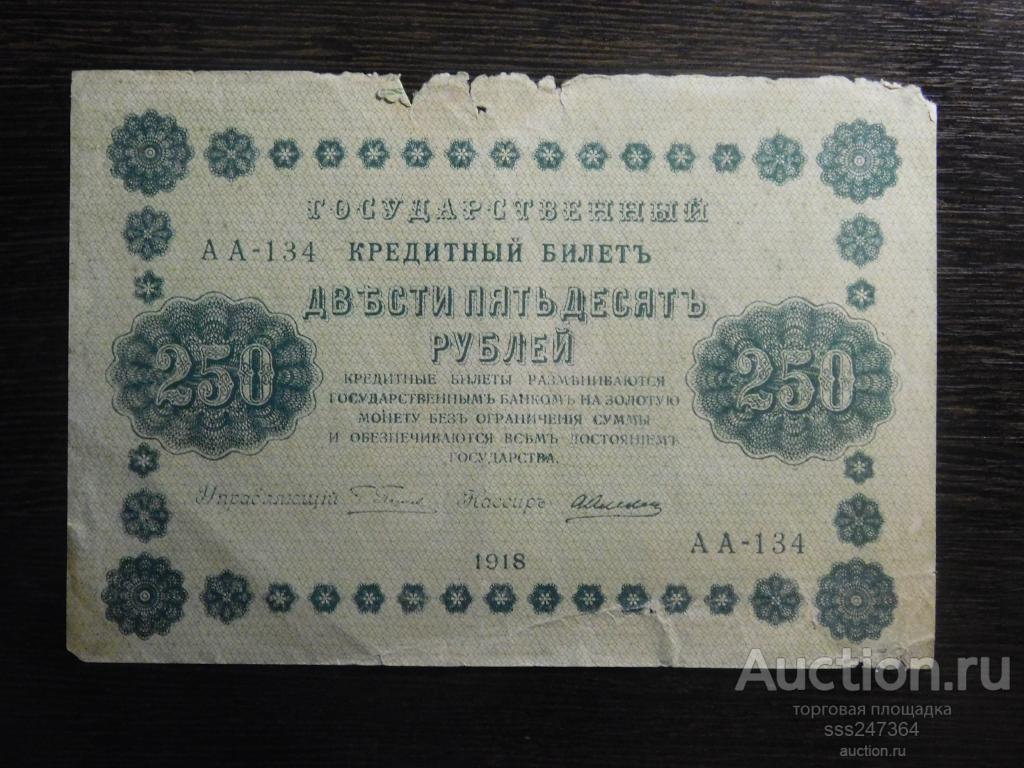 ГОСУДАРСТВЕННЫЙ
АА-134 КРЕДИТНЫЙ БИЛЕТЪ
ДВѢСТИ ПЯТЬДЕСЯТЪ
РУБЛЕЙ
250 250
КРЕДИТНЫЕ БИЛЕТЫ РАЗМѢНИВАЮТСЯ
ГОСУДАРСТВЕННЫМЪ БАНКОМЪ НА ЗОЛОТУЮ
МОНЕТУ БЕЗЪ ОГРАНИЧЕНІЯ СУММЫ
И ОБЕЗПЕЧИВАЮТСЯ ВСѢМЪ ДОСТОЯНІЕМЪ
ГОСУДАРСТВА.
Управляющій Кассиръ
АА-134
1918
Auction.ru
торговая площадка
sss247364
auction.ru